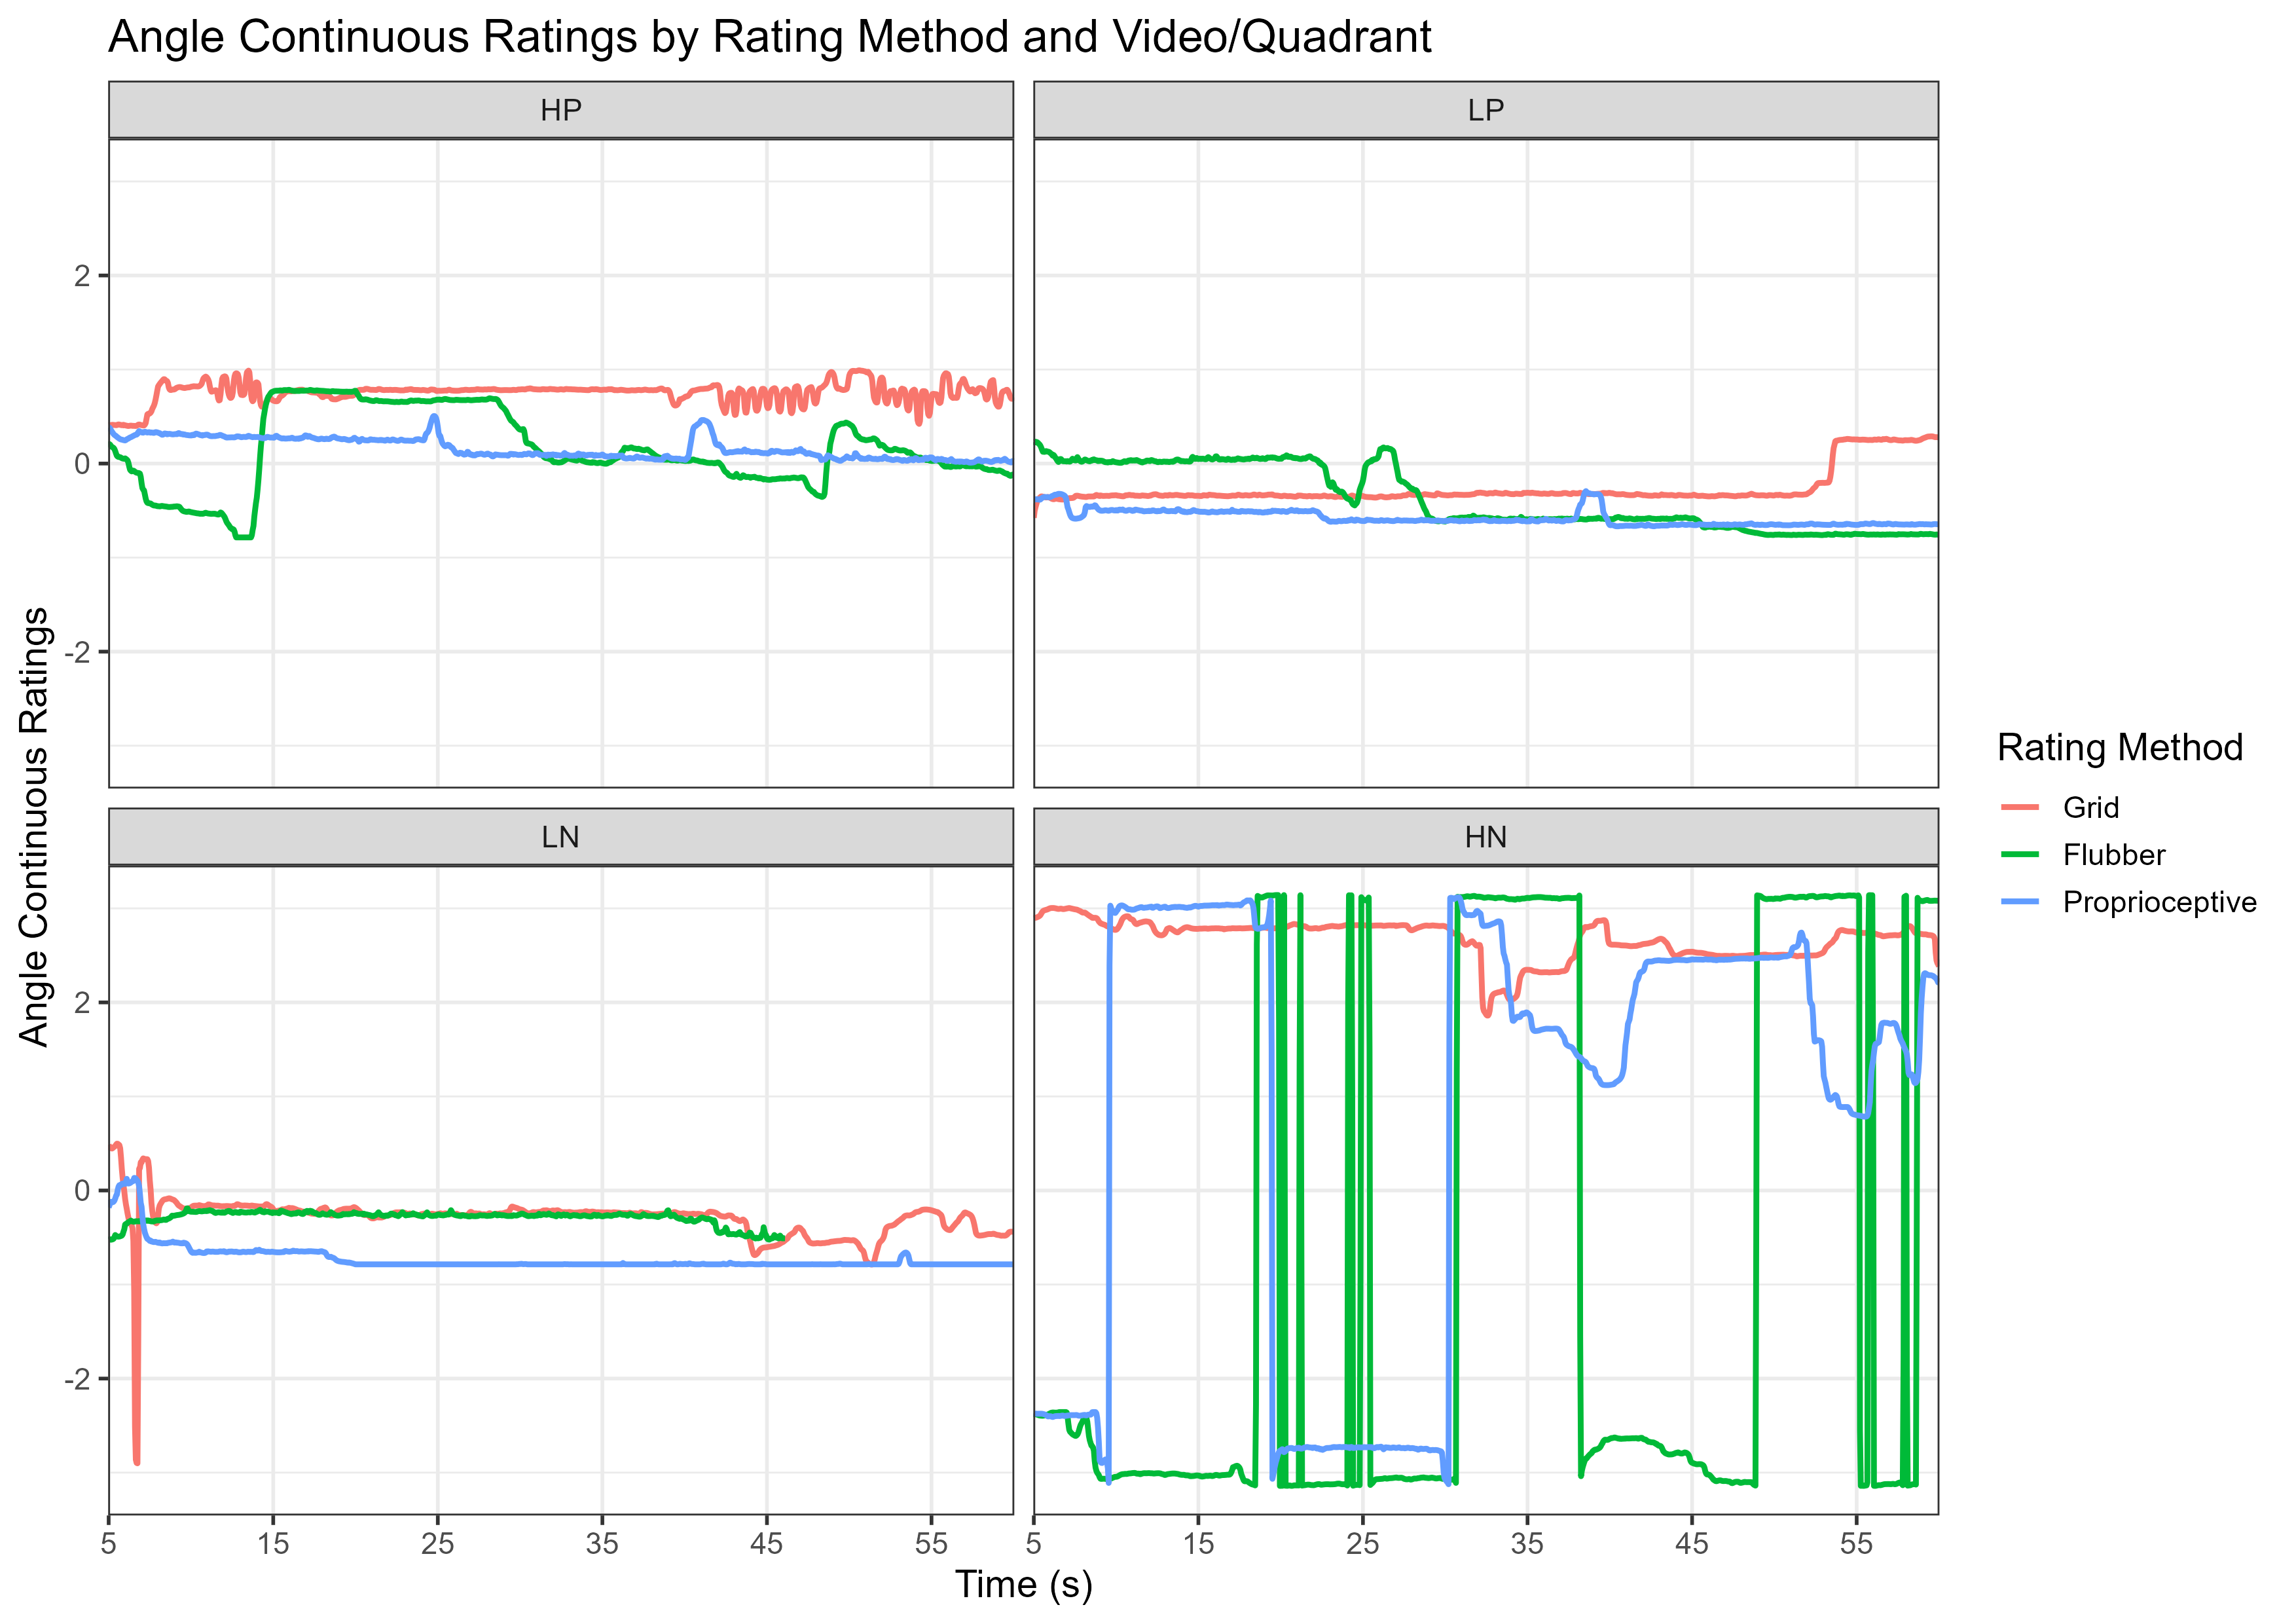 Angle Continuous Ratings by Rating Method and Video/Quadrant
HP
LP
2
0
-2
LN
HN
2
0
-2
5 15 25 35 45 55
5 15 25 35 45 55
Time (s)
Angle Continuous Ratings
Rating Method
Grid
Flubber
Proprioceptive